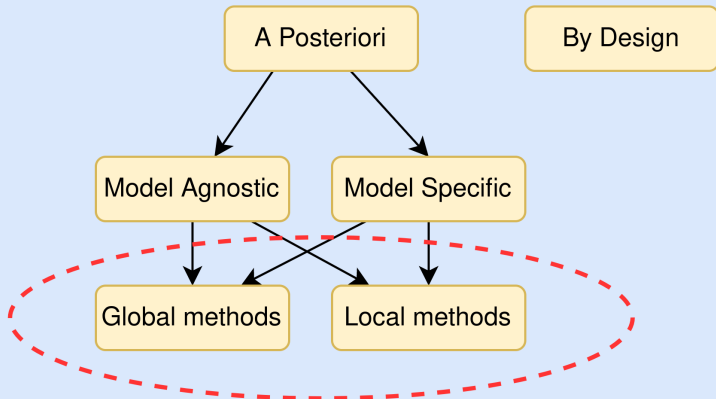 A Posteriori
By Design
Model Agnostic
Model Specific
Global methods
Local methods